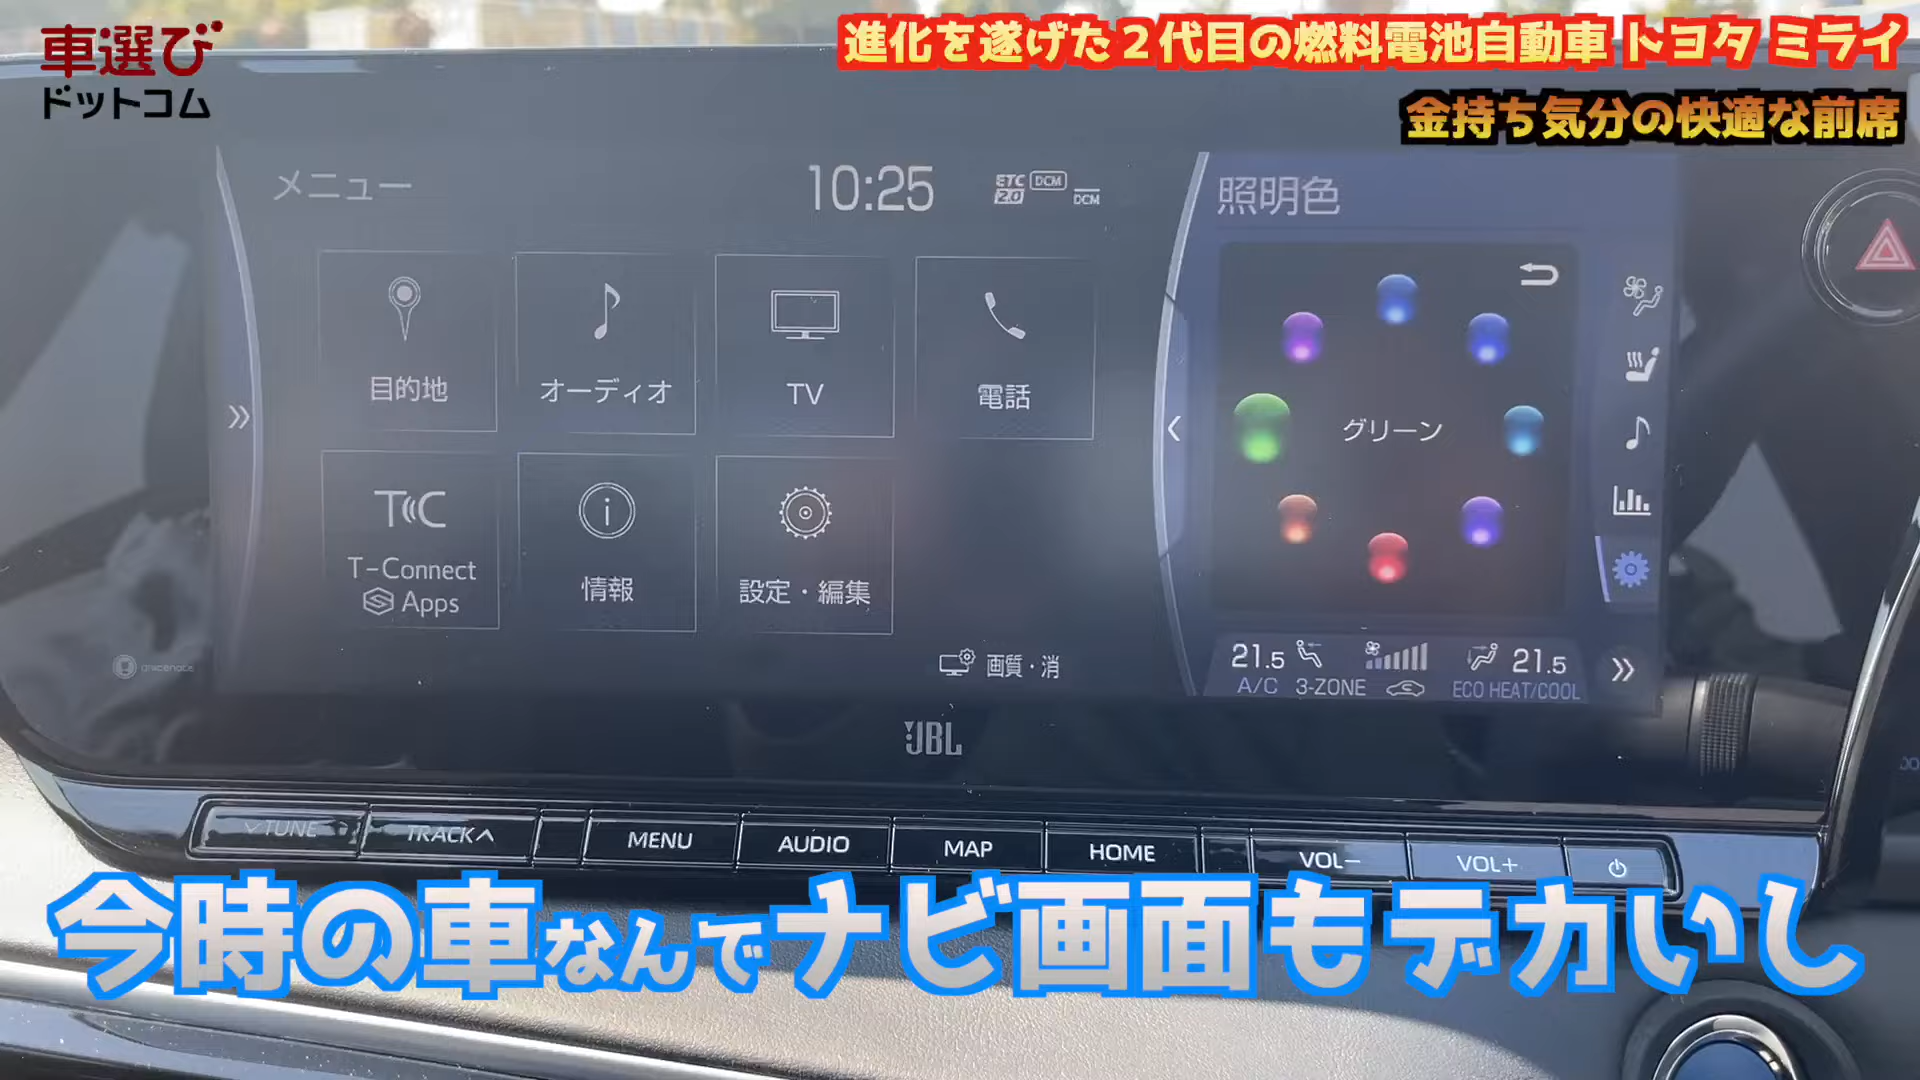 車選び
ドットコム
進化を遂げた２代目の燃料電池自動車 トヨタ ミライ
金持ち気分の快適な前席
メニュー
10:25
ETC 2.0
DCM
DCM
照明色
目的地
オーディオ
TV
電話
グリーン
T-Connect
Apps
情報
設定・編集
画質・消
21.5
21.5
A/C 3-ZONE
ECO HEAT/COOL
JBL
TUNE
TRACK
MENU
AUDIO
MAP
HOME
VOL−
VOL+
今時の車なんでナビ画面もデカいし